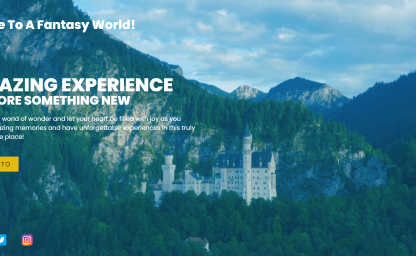 e To A Fantasy World!
AZING EXPERIENCE
ORE SOMETHING NEW
world of wonder and let your heart be filled with joy as you
azing memories and have unforgettable experiences in this truly
e place!
TO